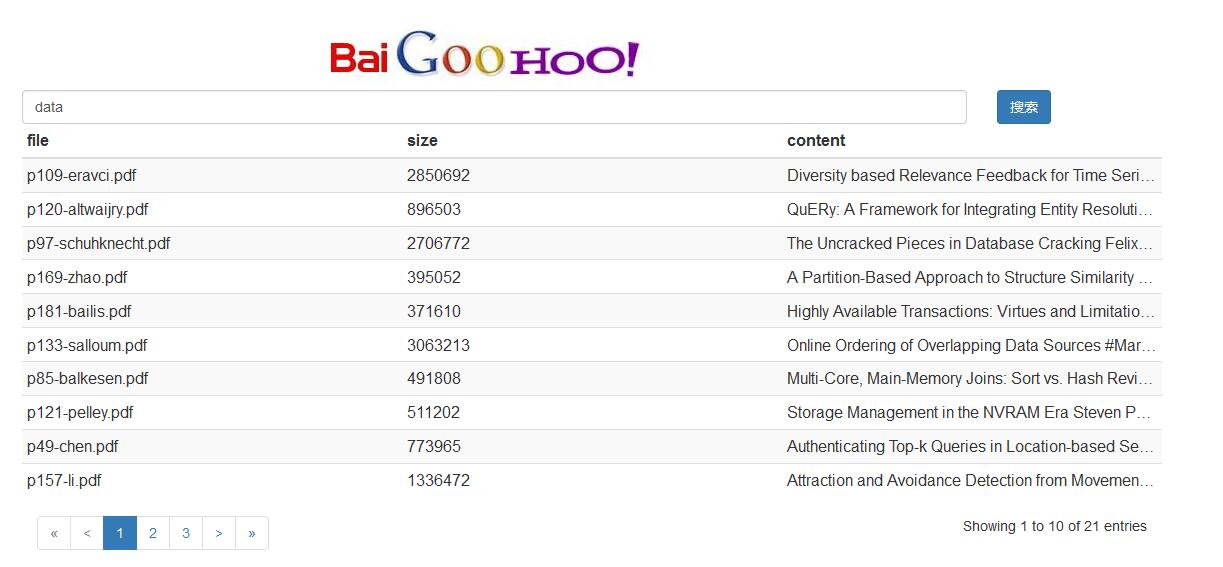 Bai GooHoo!
data 搜索
file size content
p109-eravci.pdf 2850692 Diversity based Relevance Feedback for Time Seri...
p120-altwaijry.pdf 896503 QuERy: A Framework for Integrating Entity Resoluti...
p97-schuhknecht.pdf 2706772 The Uncracked Pieces in Database Cracking Felix...
p169-zhao.pdf 395052 A Partition-Based Approach to Structure Similarity ...
p181-bailis.pdf 371610 Highly Available Transactions: Virtues and Limitatio...
p133-salloum.pdf 3063213 Online Ordering of Overlapping Data Sources #Mar...
p85-balkesen.pdf 491808 Multi-Core, Main-Memory Joins: Sort vs. Hash Revi...
p121-pelley.pdf 511202 Storage Management in the NVRAM Era Steven P...
p49-chen.pdf 773965 Authenticating Top-k Queries in Location-based Se...
p157-li.pdf 1336472 Attraction and Avoidance Detection from Movemen...
« < 1 2 3 > » Showing 1 to 10 of 21 entries